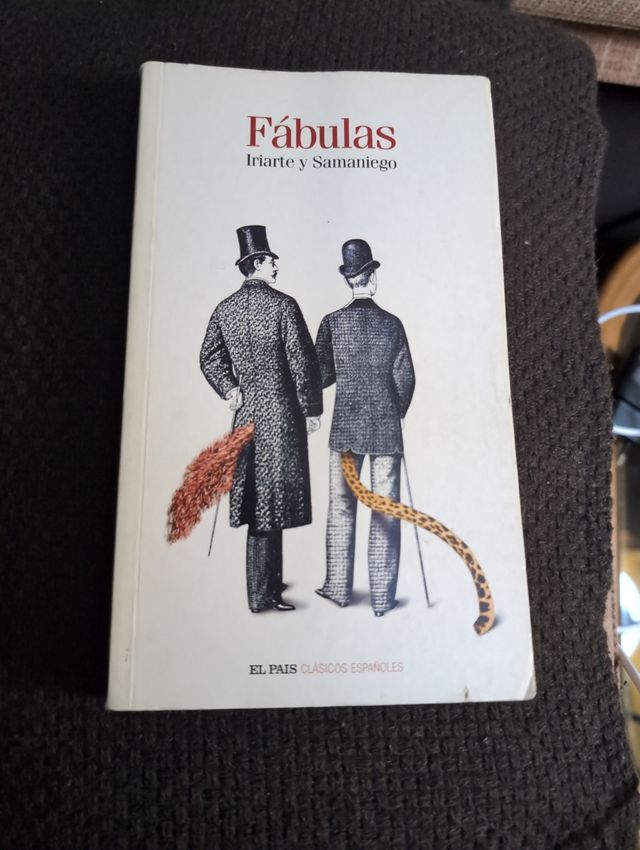 Fábulas
Iriarte y Samaniego
EL PAIS CLÁSICOS ESPAÑOLES